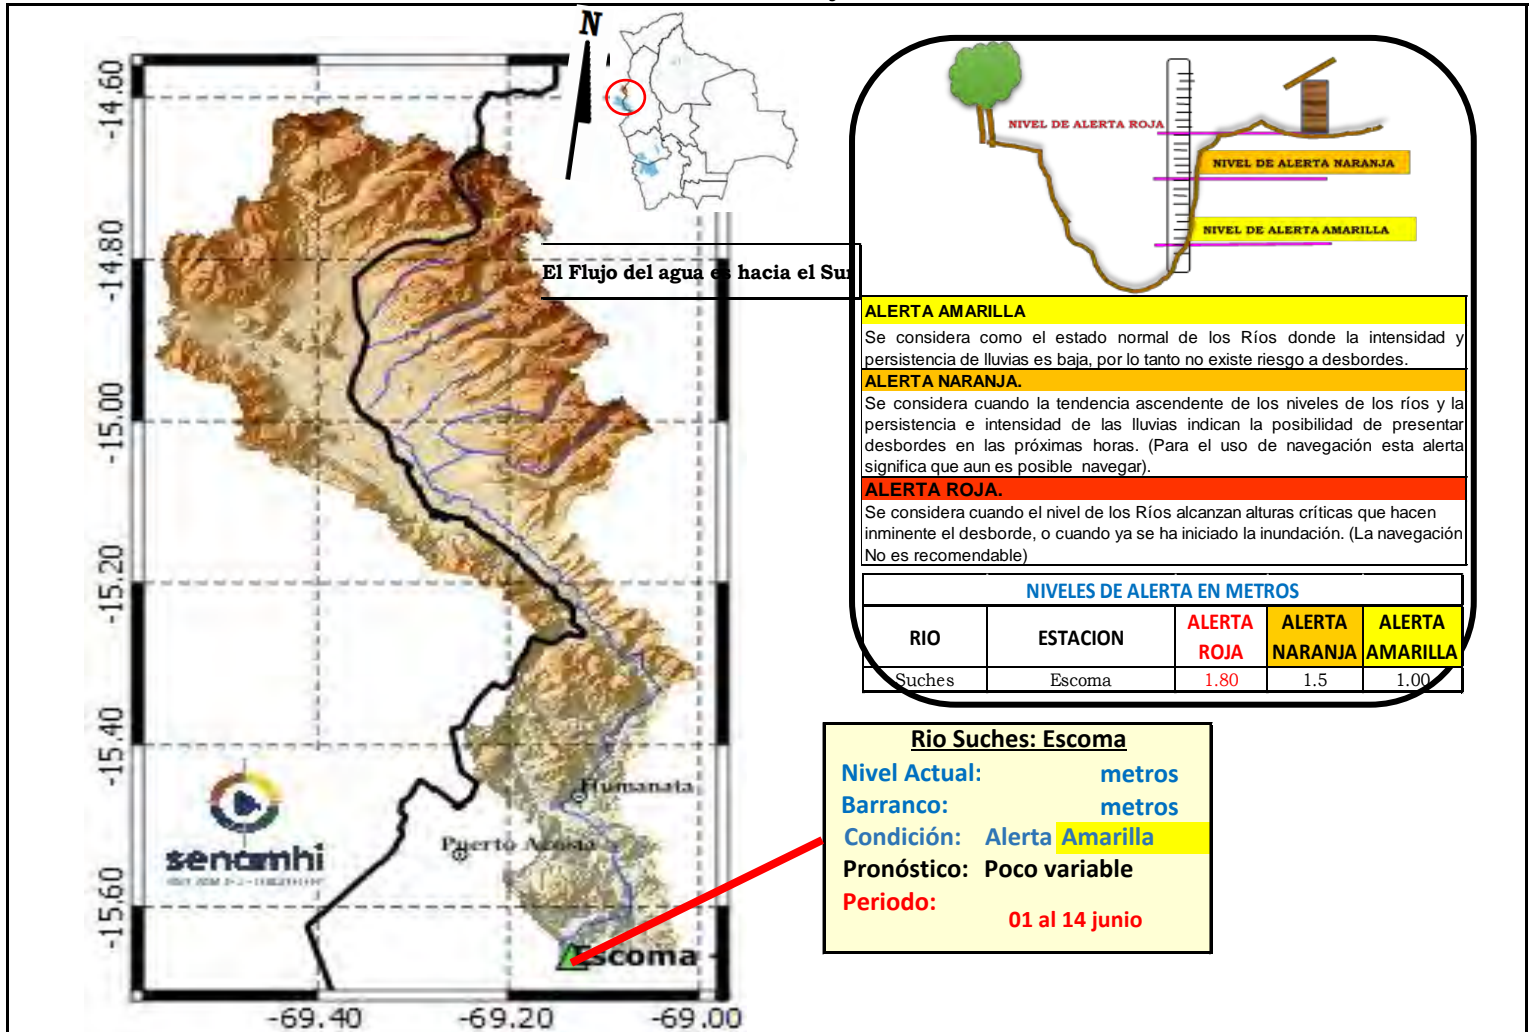 N
-14.60
-14.80
-15.00
-15.20
-15.40
-15.60
-69.40
-69.20
-69.00
El Flujo del agua es hacia el Sur
Humanata
Puerto Acosta
Escoma
senamhi
NIVEL DE ALERTA ROJA
NIVEL DE ALERTA NARANJA
NIVEL DE ALERTA AMARILLA
ALERTA AMARILLA
Se considera como el estado normal de los Ríos donde la intensidad y
persistencia de lluvias es baja, por lo tanto no existe riesgo a desbordes.
ALERTA NARANJA.
Se considera cuando la tendencia ascendente de los niveles de los ríos y la
persistencia e intensidad de las lluvias indican la posibilidad de presentar
desbordes en las próximas horas. (Para el uso de navegación esta alerta
significa que aun es posible navegar).
ALERTA ROJA.
Se considera cuando el nivel de los Ríos alcanzan alturas críticas que hacen
inminente el desborde, o cuando ya se ha iniciado la inundación. (La navegación
No es recomendable)
NIVELES DE ALERTA EN METROS
RIO ESTACION ALERTA ROJA ALERTA NARANJA ALERTA AMARILLA
Suches Escoma 1.80 1.5 1.00
Rio Suches: Escoma
Nivel Actual: metros
Barranco: metros
Condición: Alerta Amarilla
Pronóstico: Poco variable
Periodo:
01 al 14 junio